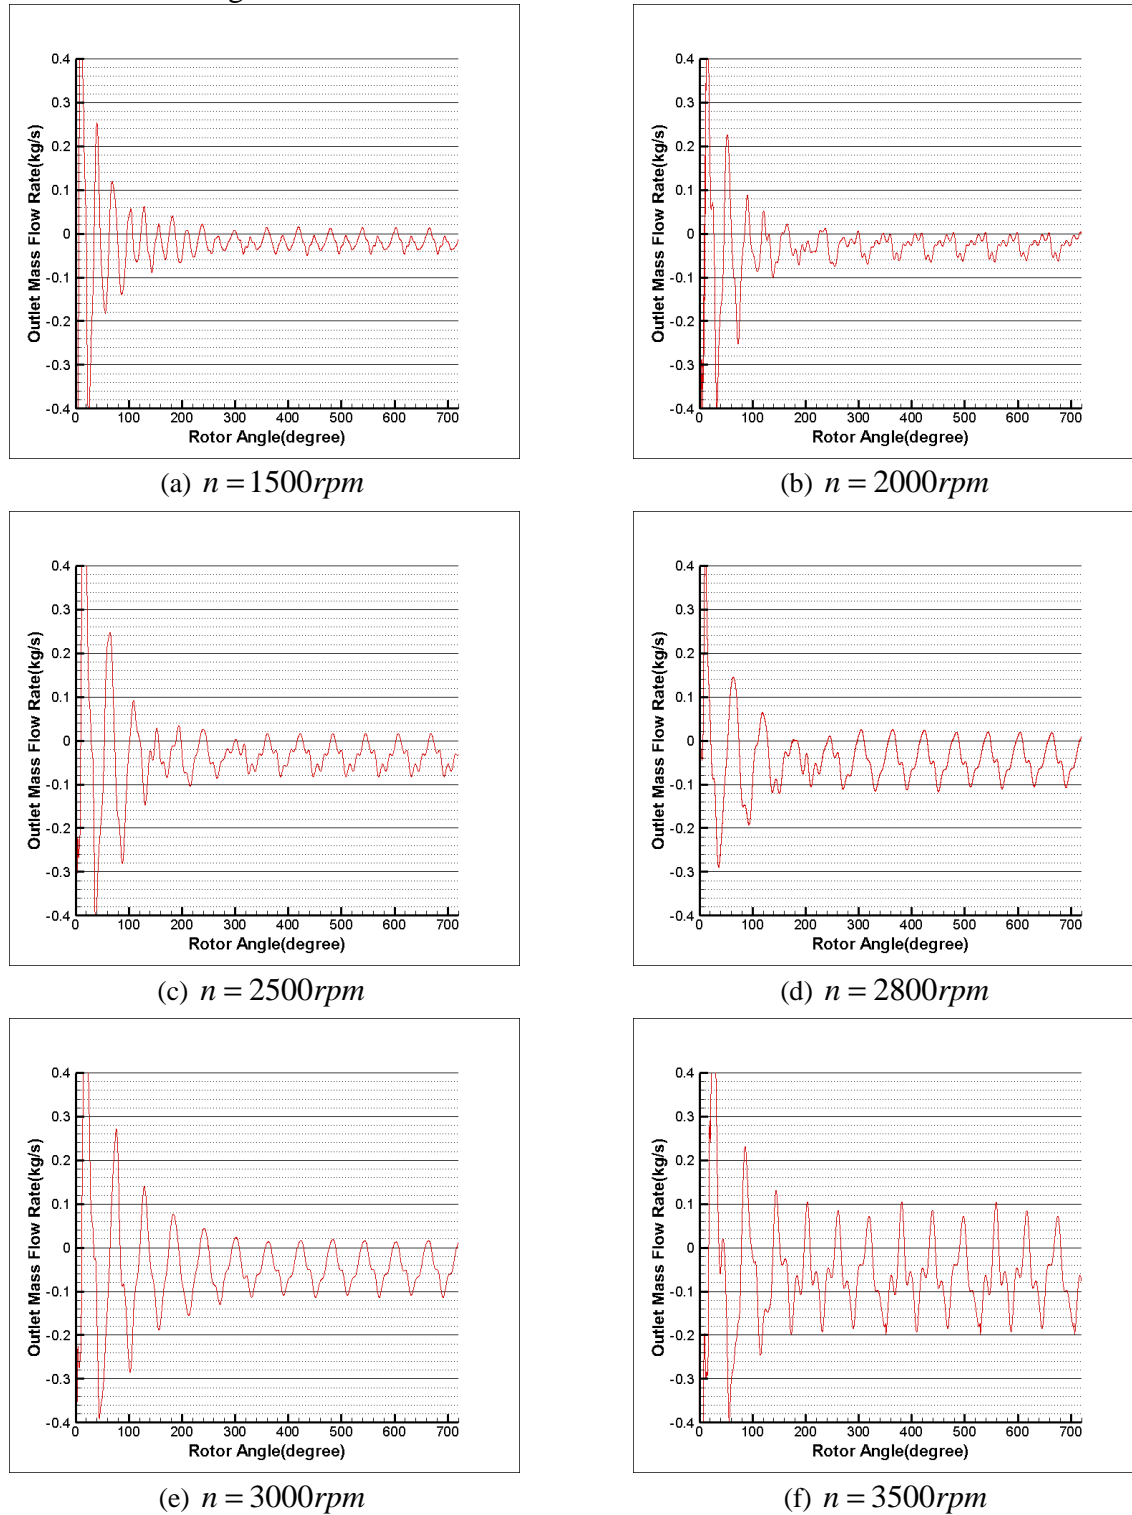 0.4 0.3 0.2 0.1 0 -0.1 -0.2 -0.3 -0.4
Outlet Mass Flow Rate(kg/s)
0 100 200 300 400 500 600 700
Rotor Angle(degree)
(a) n = 1500rpm
0.4 0.3 0.2 0.1 0 -0.1 -0.2 -0.3 -0.4
Outlet Mass Flow Rate(kg/s)
0 100 200 300 400 500 600 700
Rotor Angle(degree)
(b) n = 2000rpm
0.4 0.3 0.2 0.1 0 -0.1 -0.2 -0.3 -0.4
Outlet Mass Flow Rate(kg/s)
0 100 200 300 400 500 600 700
Rotor Angle(degree)
(c) n = 2500rpm
0.4 0.3 0.2 0.1 0 -0.1 -0.2 -0.3 -0.4
Outlet Mass Flow Rate(kg/s)
0 100 200 300 400 500 600 700
Rotor Angle(degree)
(d) n = 2800rpm
0.4 0.3 0.2 0.1 0 -0.1 -0.2 -0.3 -0.4
Outlet Mass Flow Rate(kg/s)
0 100 200 300 400 500 600 700
Rotor Angle(degree)
(e) n = 3000rpm
0.4 0.3 0.2 0.1 0 -0.1 -0.2 -0.3 -0.4
Outlet Mass Flow Rate(kg/s)
0 100 200 300 400 500 600 700
Rotor Angle(degree)
(f) n = 3500rpm